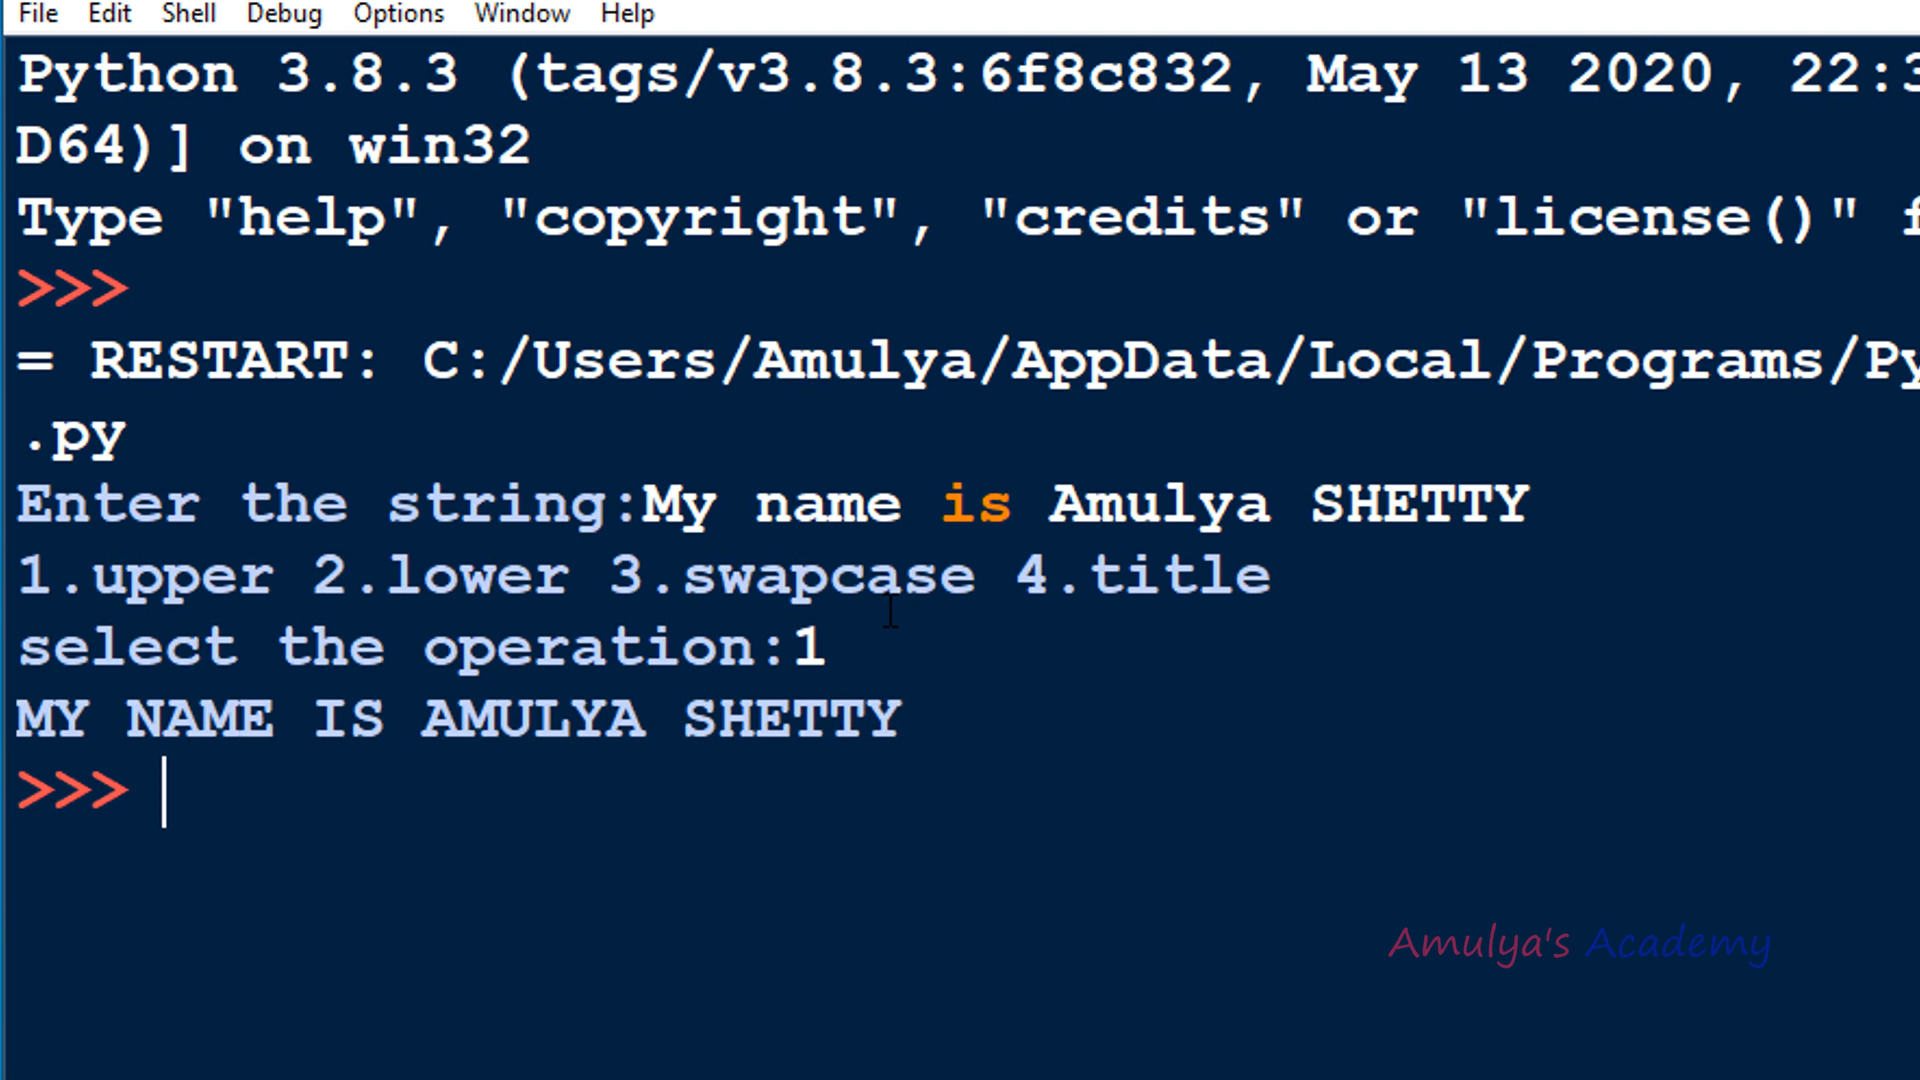 File Edit Shell Debug Options Window Help
Python 3.8.3 (tags/v3.8.3:6f8c832, May 13 2020, 22:3
D64)] on win32
Type "help", "copyright", "credits" or "license()" f
>>>
= RESTART: C:/Users/Amulya/AppData/Local/Programs/Py
.py
Enter the string:My name is Amulya SHETTY
1.upper 2.lower 3.swapcase 4.title
select the operation:1
MY NAME IS AMULYA SHETTY
>>>
Amulya's Academy